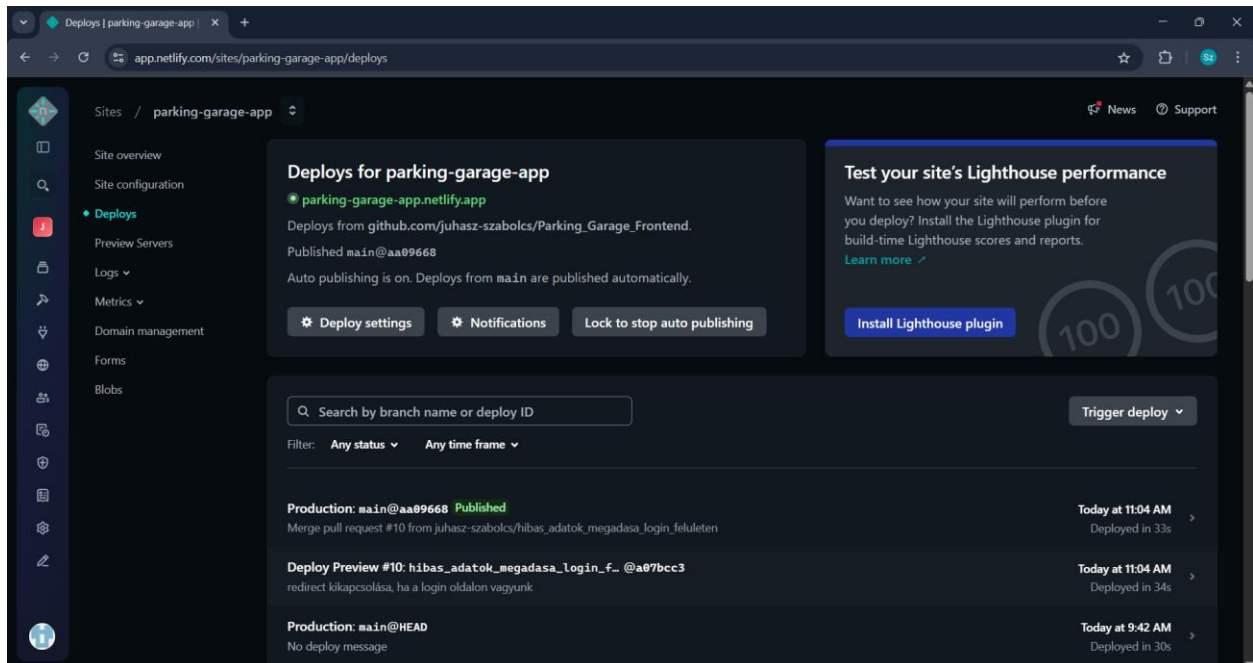 Deploys | parking-garage-app |
app.netlify.com/sites/parking-garage-app/deploys
Sz
Sites / parking-garage-app
News
Support
J
Site overview
Site configuration
Deploys
Preview Servers
Logs
Metrics
Domain management
Forms
Blobs
Deploys for parking-garage-app
parking-garage-app.netlify.app
Deploys from github.com/juhasz-szabolcs/Parking_Garage_Frontend.
Published main@aa09668
Auto publishing is on. Deploys from main are published automatically.
Deploy settings
Notifications
Lock to stop auto publishing
Test your site's Lighthouse performance
Want to see how your site will perform before
you deploy? Install the Lighthouse plugin for
build-time Lighthouse scores and reports.
Learn more ↗
Install Lighthouse plugin
100
100
Search by branch name or deploy ID
Trigger deploy
Filter: Any status Any time frame
Production: main@aa09668 Published
Today at 11:04 AM
Merge pull request #10 from juhasz-szabolcs/hibas_adatok_megadasa_login_feluleten
Deployed in 33s
Deploy Preview #10: hibas_adatok_megadasa_login_f… @a07bcc3
Today at 11:04 AM
redirect kikapcsolása, ha a login oldalon vagyunk
Deployed in 34s
Production: main@HEAD
Today at 9:42 AM
No deploy message
Deployed in 30s